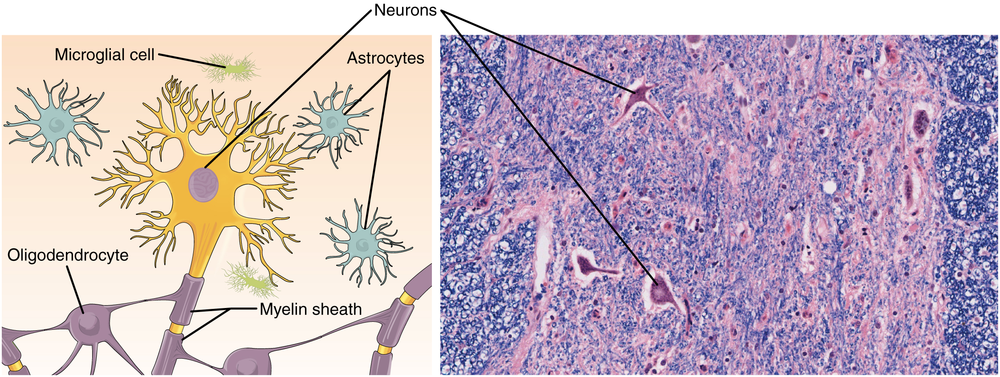 Neurons
Microglial cell
Astrocytes
Oligodendrocyte
Myelin sheath